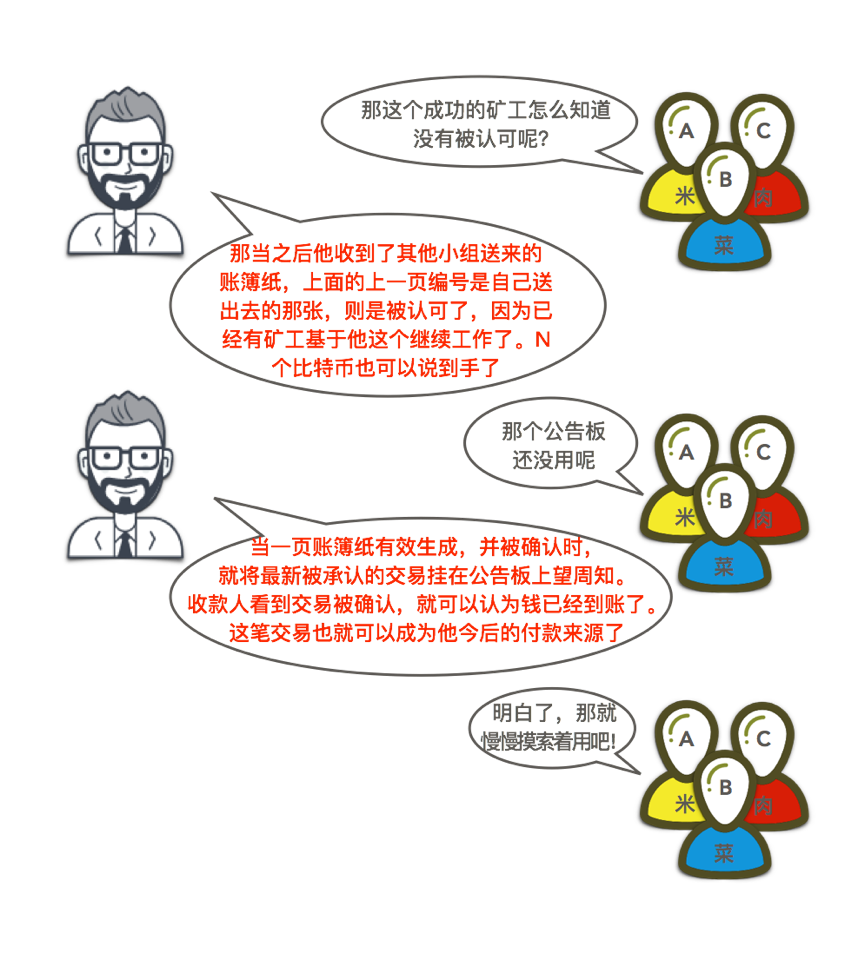 那这个成功的矿工怎么知道
没有被认可呢？
A
C
B
米
肉
菜
那当之后他收到了其他小组送来的
账簿纸，上面的上一页编号是自己送
出去的那张，则是被认可了，因为已
经有矿工基于他这个继续工作了。N
个比特币也可以说到手了
那个公告板
还没用呢
A
C
B
米
肉
菜
当一页账簿纸有效生成，并被确认时，
就将最新被承认的交易挂在公告板上望周知。
收款人看到交易被确认，就可以认为钱已经到账了。
这笔交易也就可以成为他今后的付款来源了
明白了，那就
慢慢摸索着用吧！
A
C
B
米
肉
菜